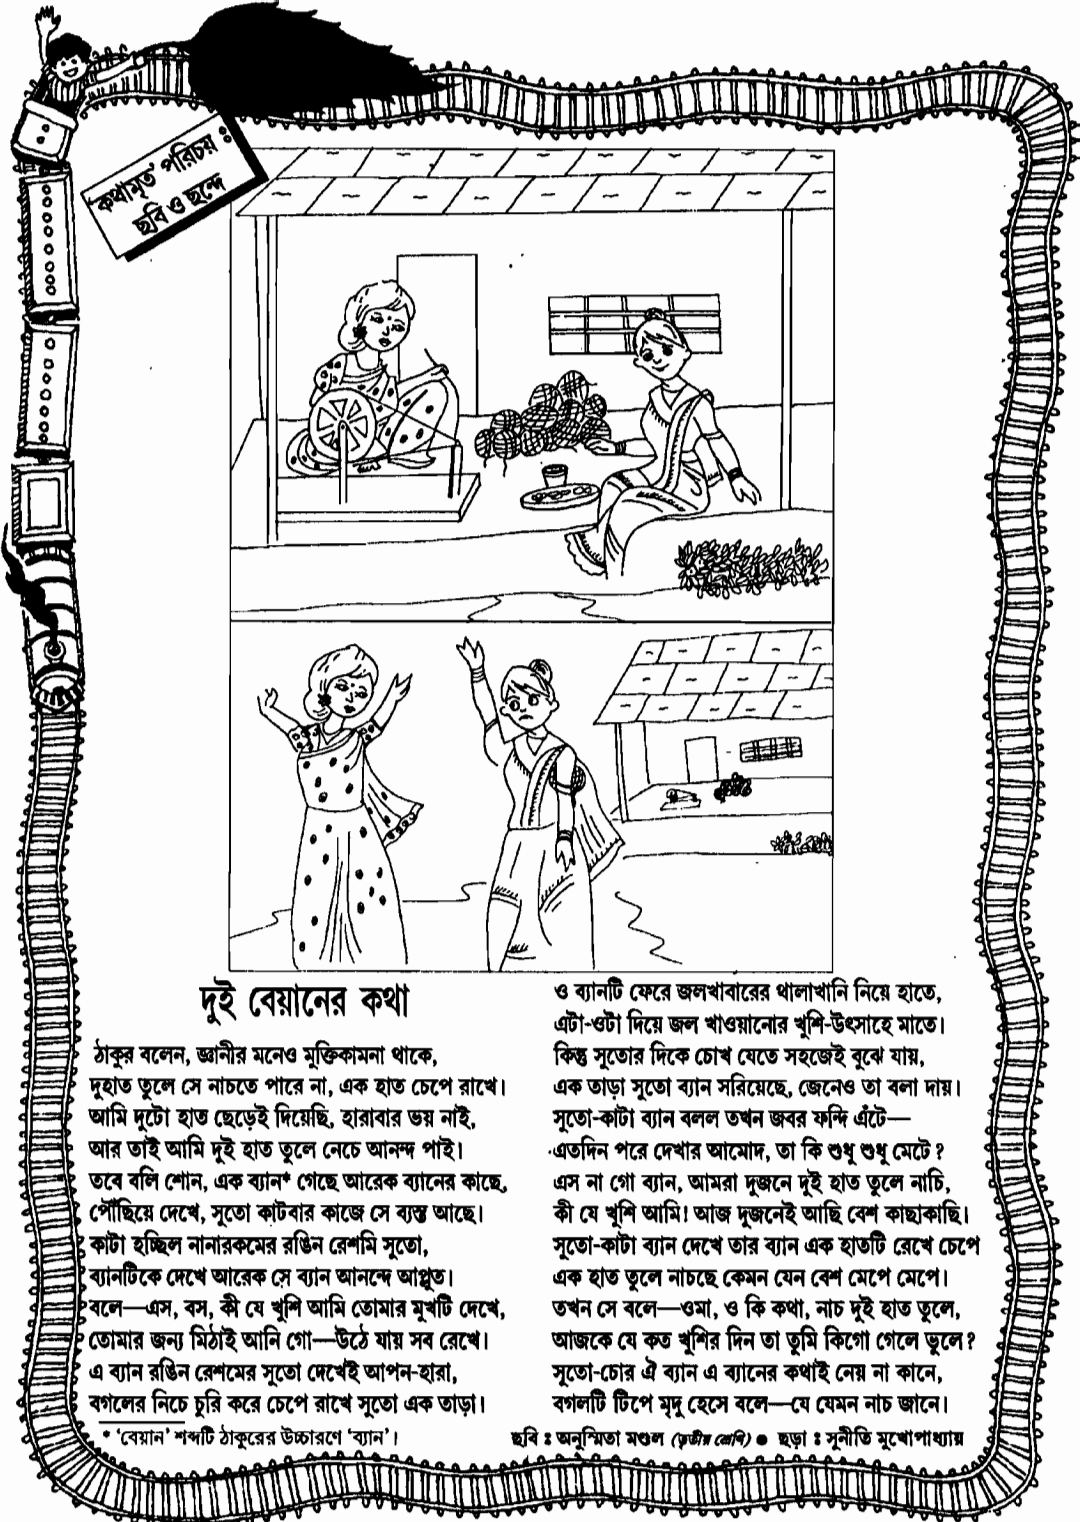 'কথামৃত' পরিচয় :
ছবি ও ছন্দে
দুই বেয়ানের কথা
ঠাকুর বলেন, জ্ঞানীর মনেও মুক্তিকামনা থাকে,
দুহাত তুলে সে নাচতে পারে না, এক হাত চেপে রাখে।
আমি দুটো হাত ছেড়েই দিয়েছি, হারাবার ভয় নাই,
আর তাই আমি দুই হাত তুলে নেচে আনন্দ পাই।
তবে বলি শোন, এক ব্যান* গেছে আরেক ব্যানের কাছে,
পৌঁছিয়ে দেখে, সুতো কাটবার কাজে সে ব্যস্ত আছে।
কাটা হচ্ছিল নানারকমের রঙিন রেশমি সুতো,
ব্যানটিকে দেখে আরেক সে ব্যান আনন্দে আপ্লুত।
বলে—এস, বস, কী যে খুশি আমি তোমার মুখটি দেখে,
তোমার জন্য মিঠাই আনি গো—উঠে যায় সব রেখে।
এ ব্যান রঙিন রেশমের সুতো দেখেই আপন-হারা,
বগলের নিচে চুরি করে চেপে রাখে সুতো এক তাড়া।
* 'বেয়ান' শব্দটি ঠাকুরের উচ্চারণে 'ব্যান'।
ও ব্যানটি ফেরে জলখাবারের থালাখানি নিয়ে হাতে,
এটা-ওটা দিয়ে জল খাওয়ানোর খুশি-উৎসাহে মাতে।
কিন্তু সুতোর দিকে চোখ যেতে সহজেই বুঝে যায়,
এক তাড়া সুতো ব্যান সরিয়েছে, জেনেও তা বলা দায়।
সুতো-কাটা ব্যান বলল তখন জবর ফন্দি এঁটে—
এতদিন পরে দেখার আমোদ, তা কি শুধু শুধু মেটে?
এস না গো ব্যান, আমরা দুজনে দুই হাত তুলে নাচি,
কী যে খুশি আমি! আজ দুজনেই আছি বেশ কাছাকাছি।
সুতো-কাটা ব্যান দেখে তার ব্যান এক হাতটি রেখে চেপে
এক হাত তুলে নাচছে কেমন যেন বেশ মেপে মেপে।
তখন সে বলে—ওমা, ও কি কথা, নাচ দুই হাত তুলে,
আজকে যে কত খুশির দিন তা তুমি কিগো গেলে ভুলে?
সুতো-চোর ঐ ব্যান এ ব্যানের কথাই নেয় না কানে,
বগলটি টিপে মৃদু হেসে বলে—যে যেমন নাচ জানে।
ছবি : অনুস্মিতা মণ্ডল (তৃতীয় শ্রেণি) ● ছড়া : সুনীতি মুখোপাধ্যায়